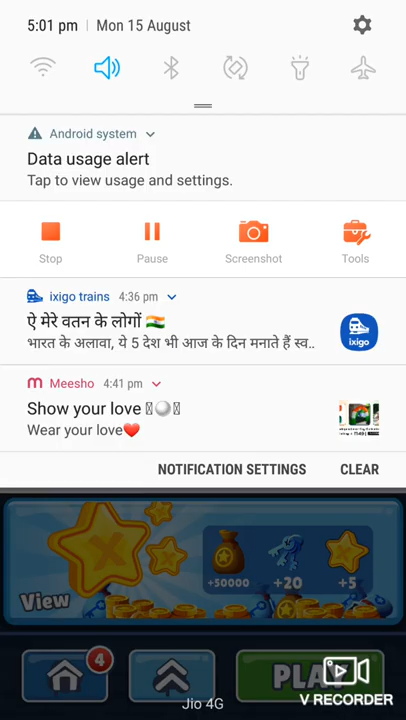 5:01 pm | Mon 15 August
Android system
Data usage alert
Tap to view usage and settings.
Stop Pause Screenshot Tools
ixigo trains 4:36 pm
ऐ मेरे वतन के लोगों 🇮🇳
भारत के अलावा, ये 5 देश भी आज के दिन मनाते हैं स्व..
ixigo
Meesho 4:41 pm
Show your love
Wear your love❤️
NOTIFICATION SETTINGS CLEAR
+50000 +20 +5
View
4
PLAY
V RECORDER
Jio 4G